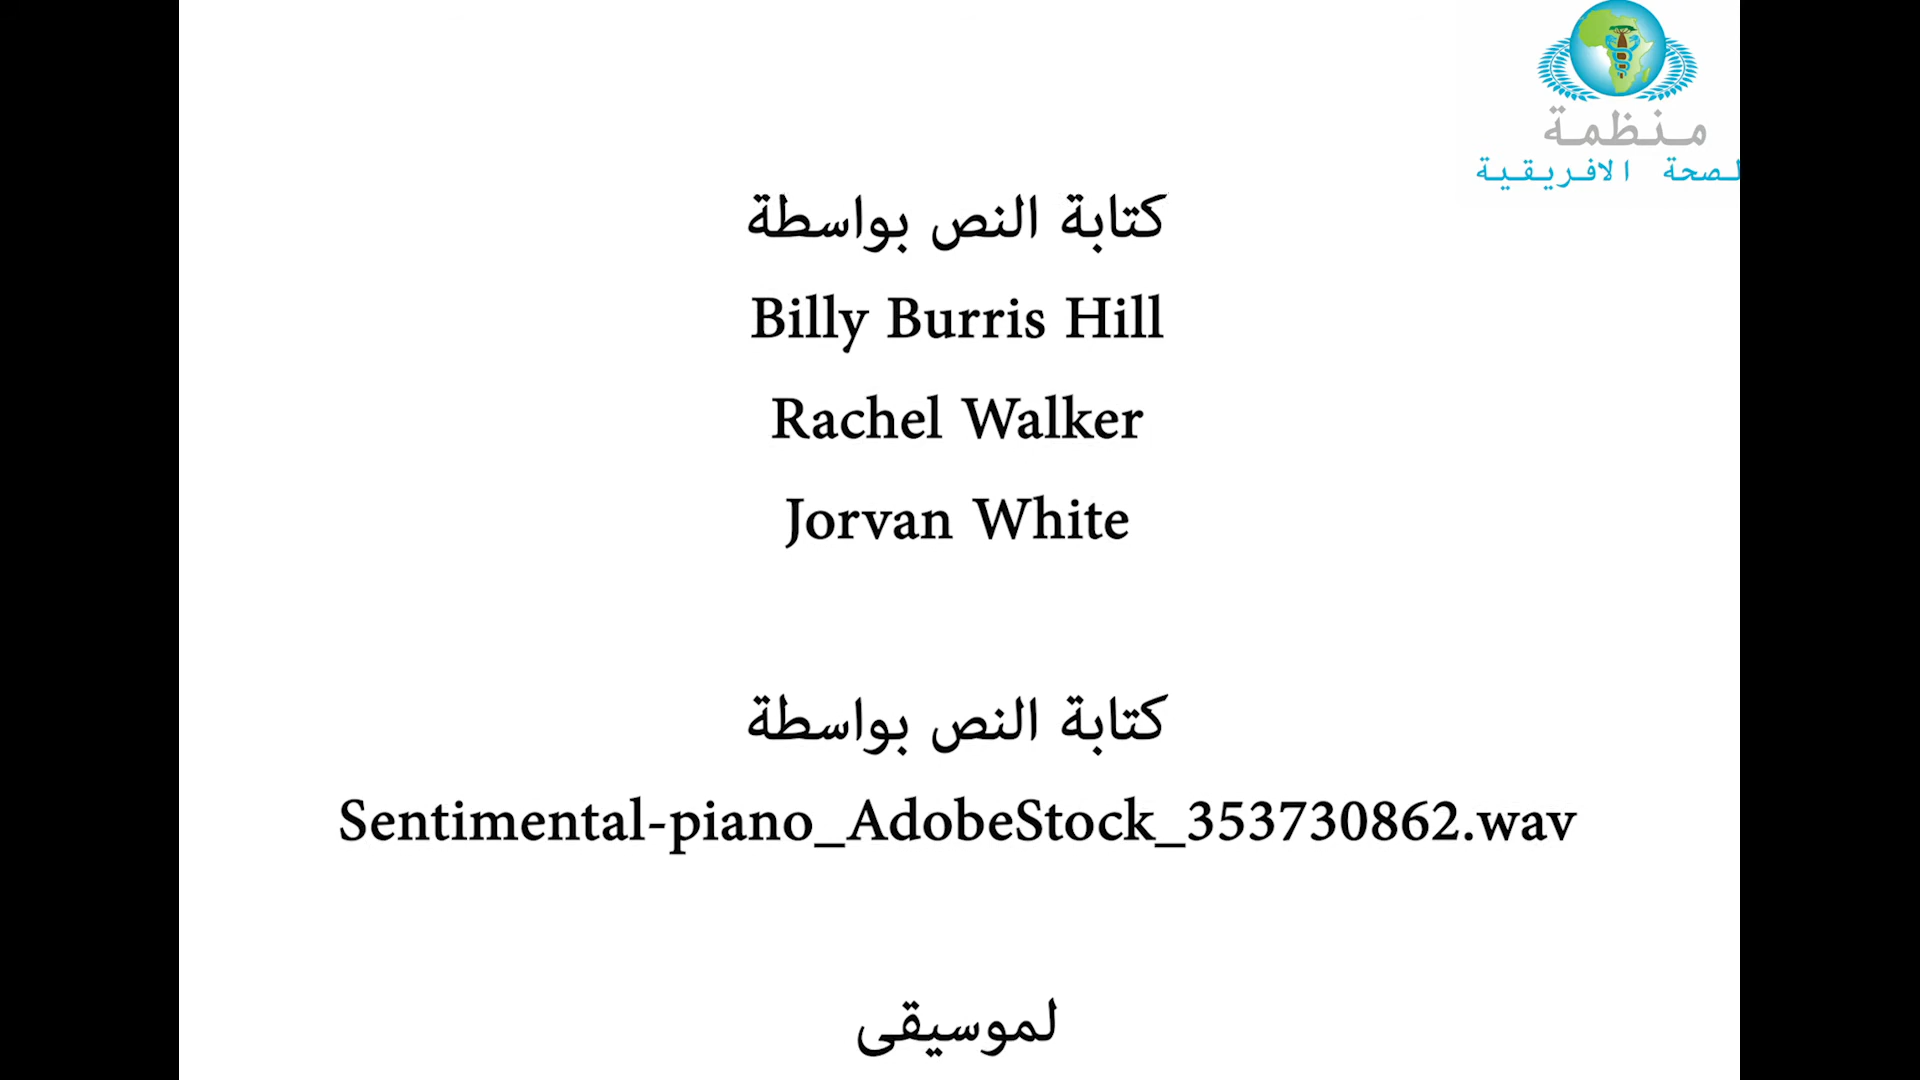 منظمة
لصحة الافريقية
كتابة النص بواسطة
Billy Burris Hill
Rachel Walker
Jorvan White
كتابة النص بواسطة
Sentimental-piano_AdobeStock_353730862.wav
لموسيقى